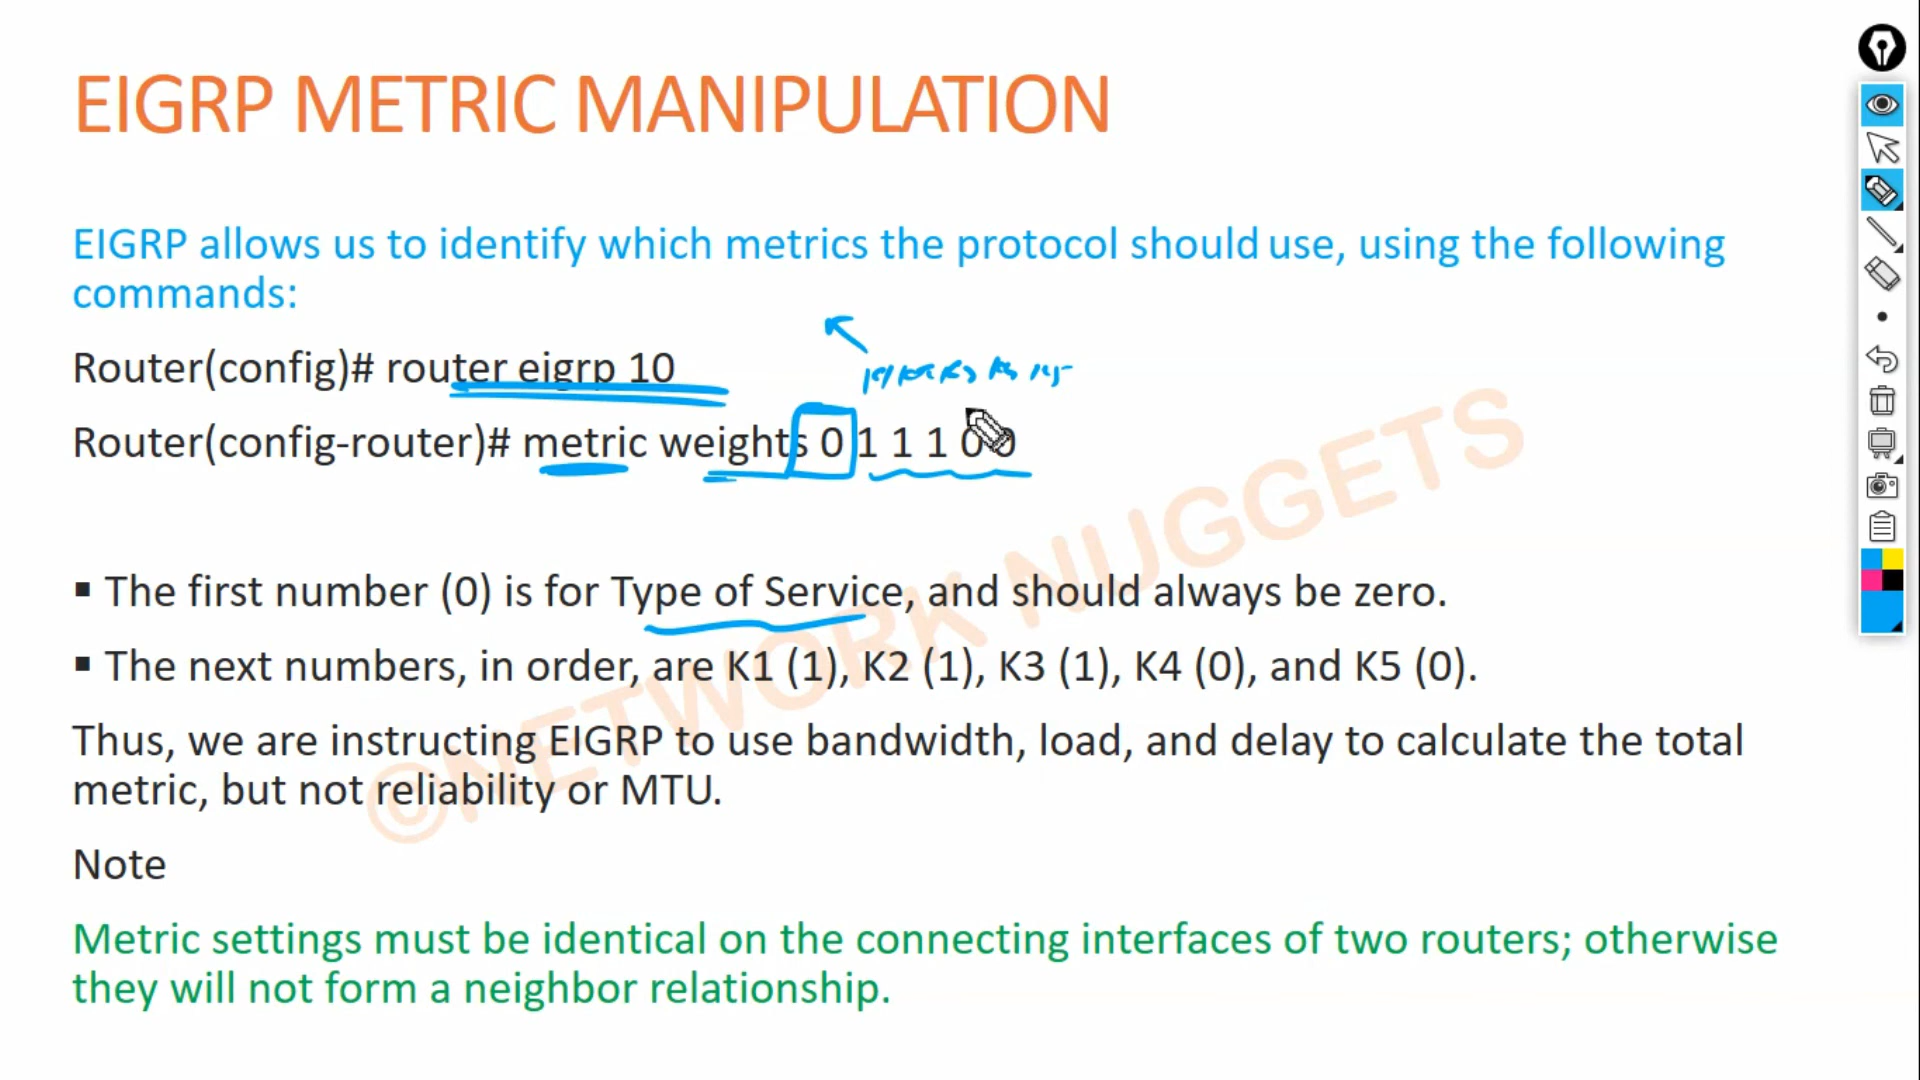 EIGRP METRIC MANIPULATION
EIGRP allows us to identify which metrics the protocol should use, using the following
commands:
Router(config)# router eigrp 10
K1 K2 K3
Router(config-router)# metric weights 0 1 1 1 0 0
▪ The first number (0) is for Type of Service, and should always be zero.
▪ The next numbers, in order, are K1 (1), K2 (1), K3 (1), K4 (0), and K5 (0).
Thus, we are instructing EIGRP to use bandwidth, load, and delay to calculate the total
metric, but not reliability or MTU.
Note
Metric settings must be identical on the connecting interfaces of two routers; otherwise
they will not form a neighbor relationship.
©NETWORK NUGGETS